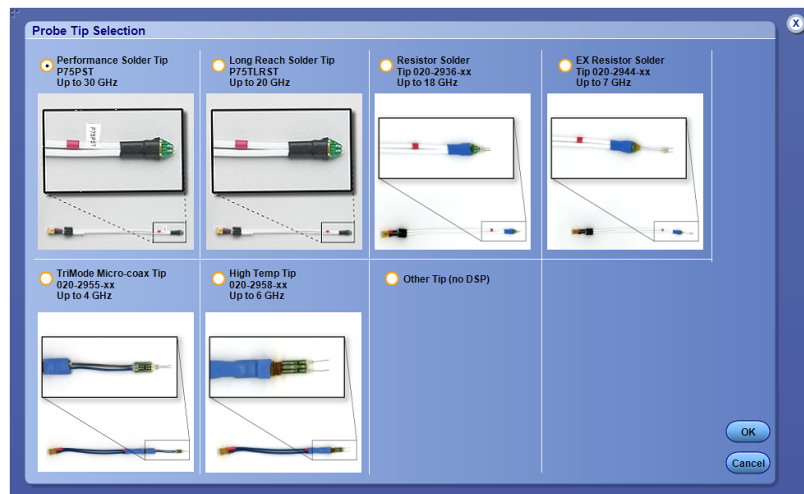 Probe Tip Selection
X
Performance Solder Tip
P75PST
Up to 30 GHz
Long Reach Solder Tip
P75TLRST
Up to 20 GHz
Resistor Solder
Tip 020-2936-xx
Up to 18 GHz
EX Resistor Solder
Tip 020-2944-xx
Up to 7 GHz
P75PST
TriMode Micro-coax Tip
020-2955-xx
Up to 4 GHz
High Temp Tip
020-2958-xx
Up to 6 GHz
Other Tip (no DSP)
OK
Cancel